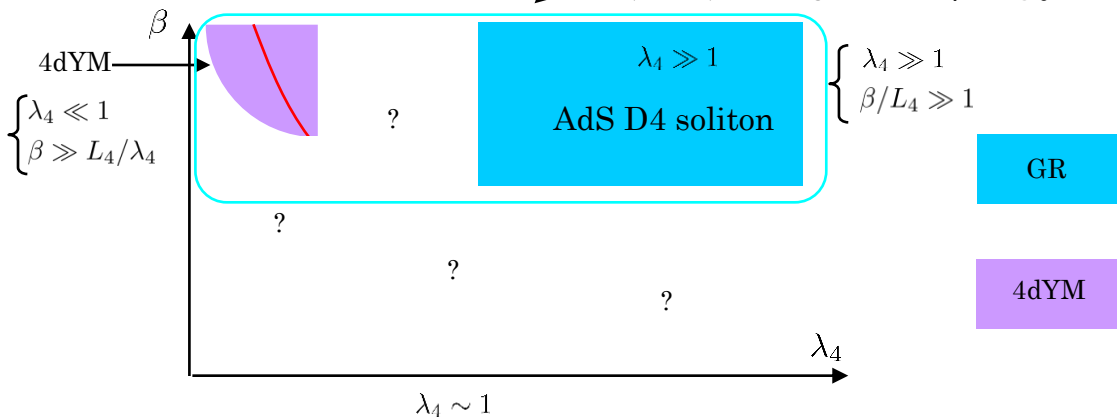 β
4dYM
λ₄ ≪ 1
β ≫ L₄/λ₄
?
λ₄ ≫ 1
AdS D4 soliton
λ₄ ≫ 1
β/L₄ ≫ 1
GR
4dYM
?
?
?
λ₄
λ₄ ∼ 1